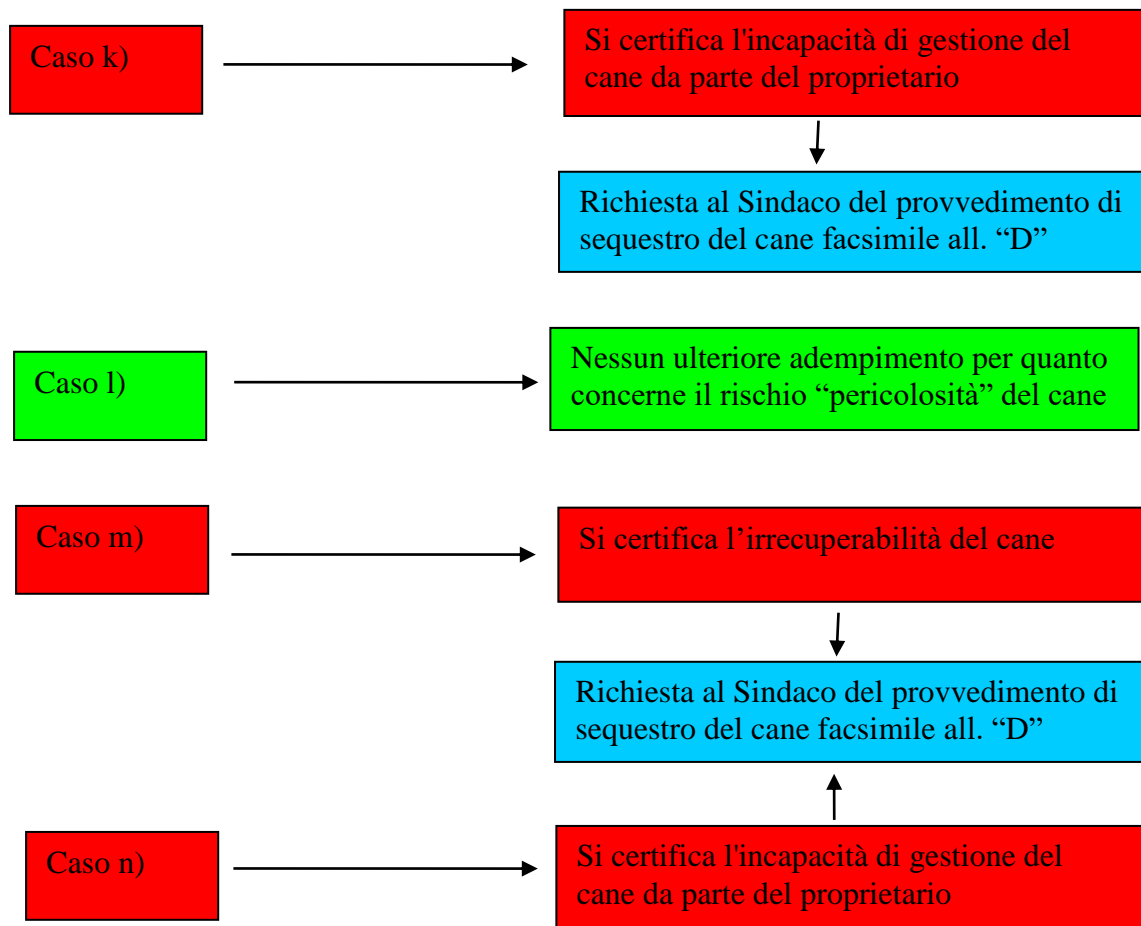 Caso k)
Si certifica l'incapacità di gestione del
cane da parte del proprietario
Richiesta al Sindaco del provvedimento di
sequestro del cane facsimile all. “D”
Caso l)
Nessun ulteriore adempimento per quanto
concerne il rischio “pericolosità” del cane
Caso m)
Si certifica l’irrecuperabilità del cane
Richiesta al Sindaco del provvedimento di
sequestro del cane facsimile all. “D”
Caso n)
Si certifica l'incapacità di gestione del
cane da parte del proprietario